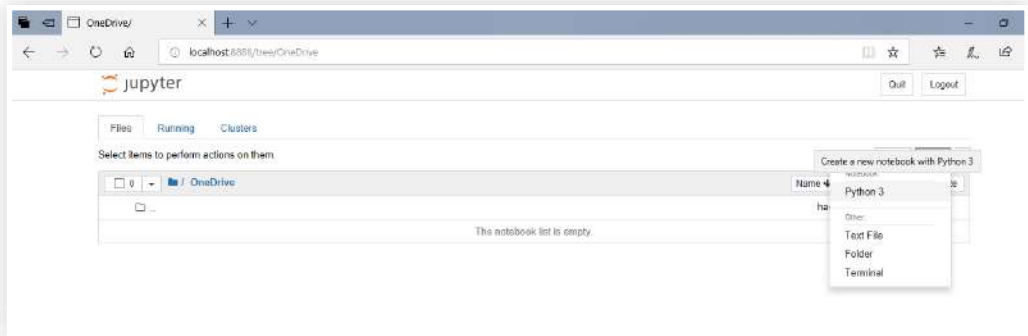 OneDrive/
localhost:8888/tree/OneDrive
jupyter
Quit Logout
Files Running Clusters
Select items to perform actions on them.
Create a new notebook with Python 3
0 / OneDrive Name
Notebook:
Python 3
..
Other:
The notebook list is empty.
Text File
Folder
Terminal